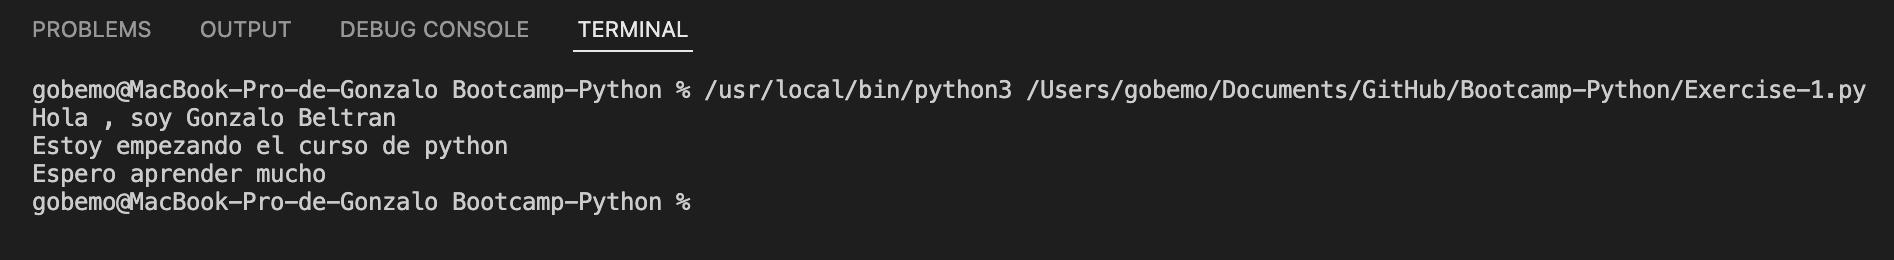 PROBLEMS OUTPUT DEBUG CONSOLE TERMINAL
gobemo@MacBook-Pro-de-Gonzalo Bootcamp-Python % /usr/local/bin/python3 /Users/gobemo/Documents/GitHub/Bootcamp-Python/Exercise-1.py
Hola , soy Gonzalo Beltran
Estoy empezando el curso de python
Espero aprender mucho
gobemo@MacBook-Pro-de-Gonzalo Bootcamp-Python %